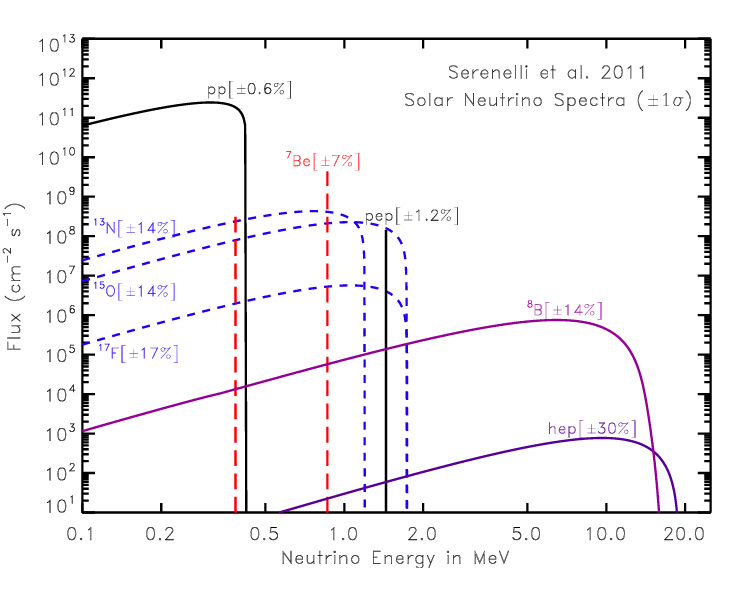 Serenelli et al. 2011
Solar Neutrino Spectra (±1σ)
pp[±0.6%]
⁷Be[±7%]
pep[±1.2%]
¹³N[±14%]
¹⁵O[±14%]
¹⁷F[±17%]
⁸B[±14%]
hep[±30%]
Flux (cm⁻² s⁻¹)
10¹³
10¹²
10¹¹
10¹⁰
10⁹
10⁸
10⁷
10⁶
10⁵
10⁴
10³
10²
10¹
0.1 0.2 0.5 1.0 2.0 5.0 10.0 20.0
Neutrino Energy in MeV